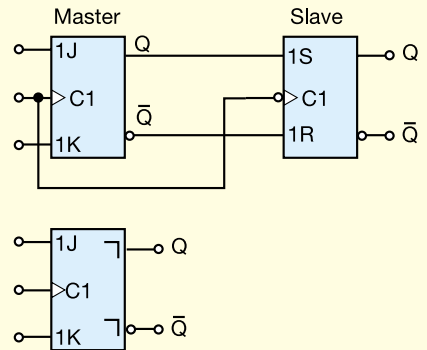 Master Slave
1J Q 1S Q
C1 C1
Q̅
1K 1R Q̅
1J Q
C1
1K Q̅